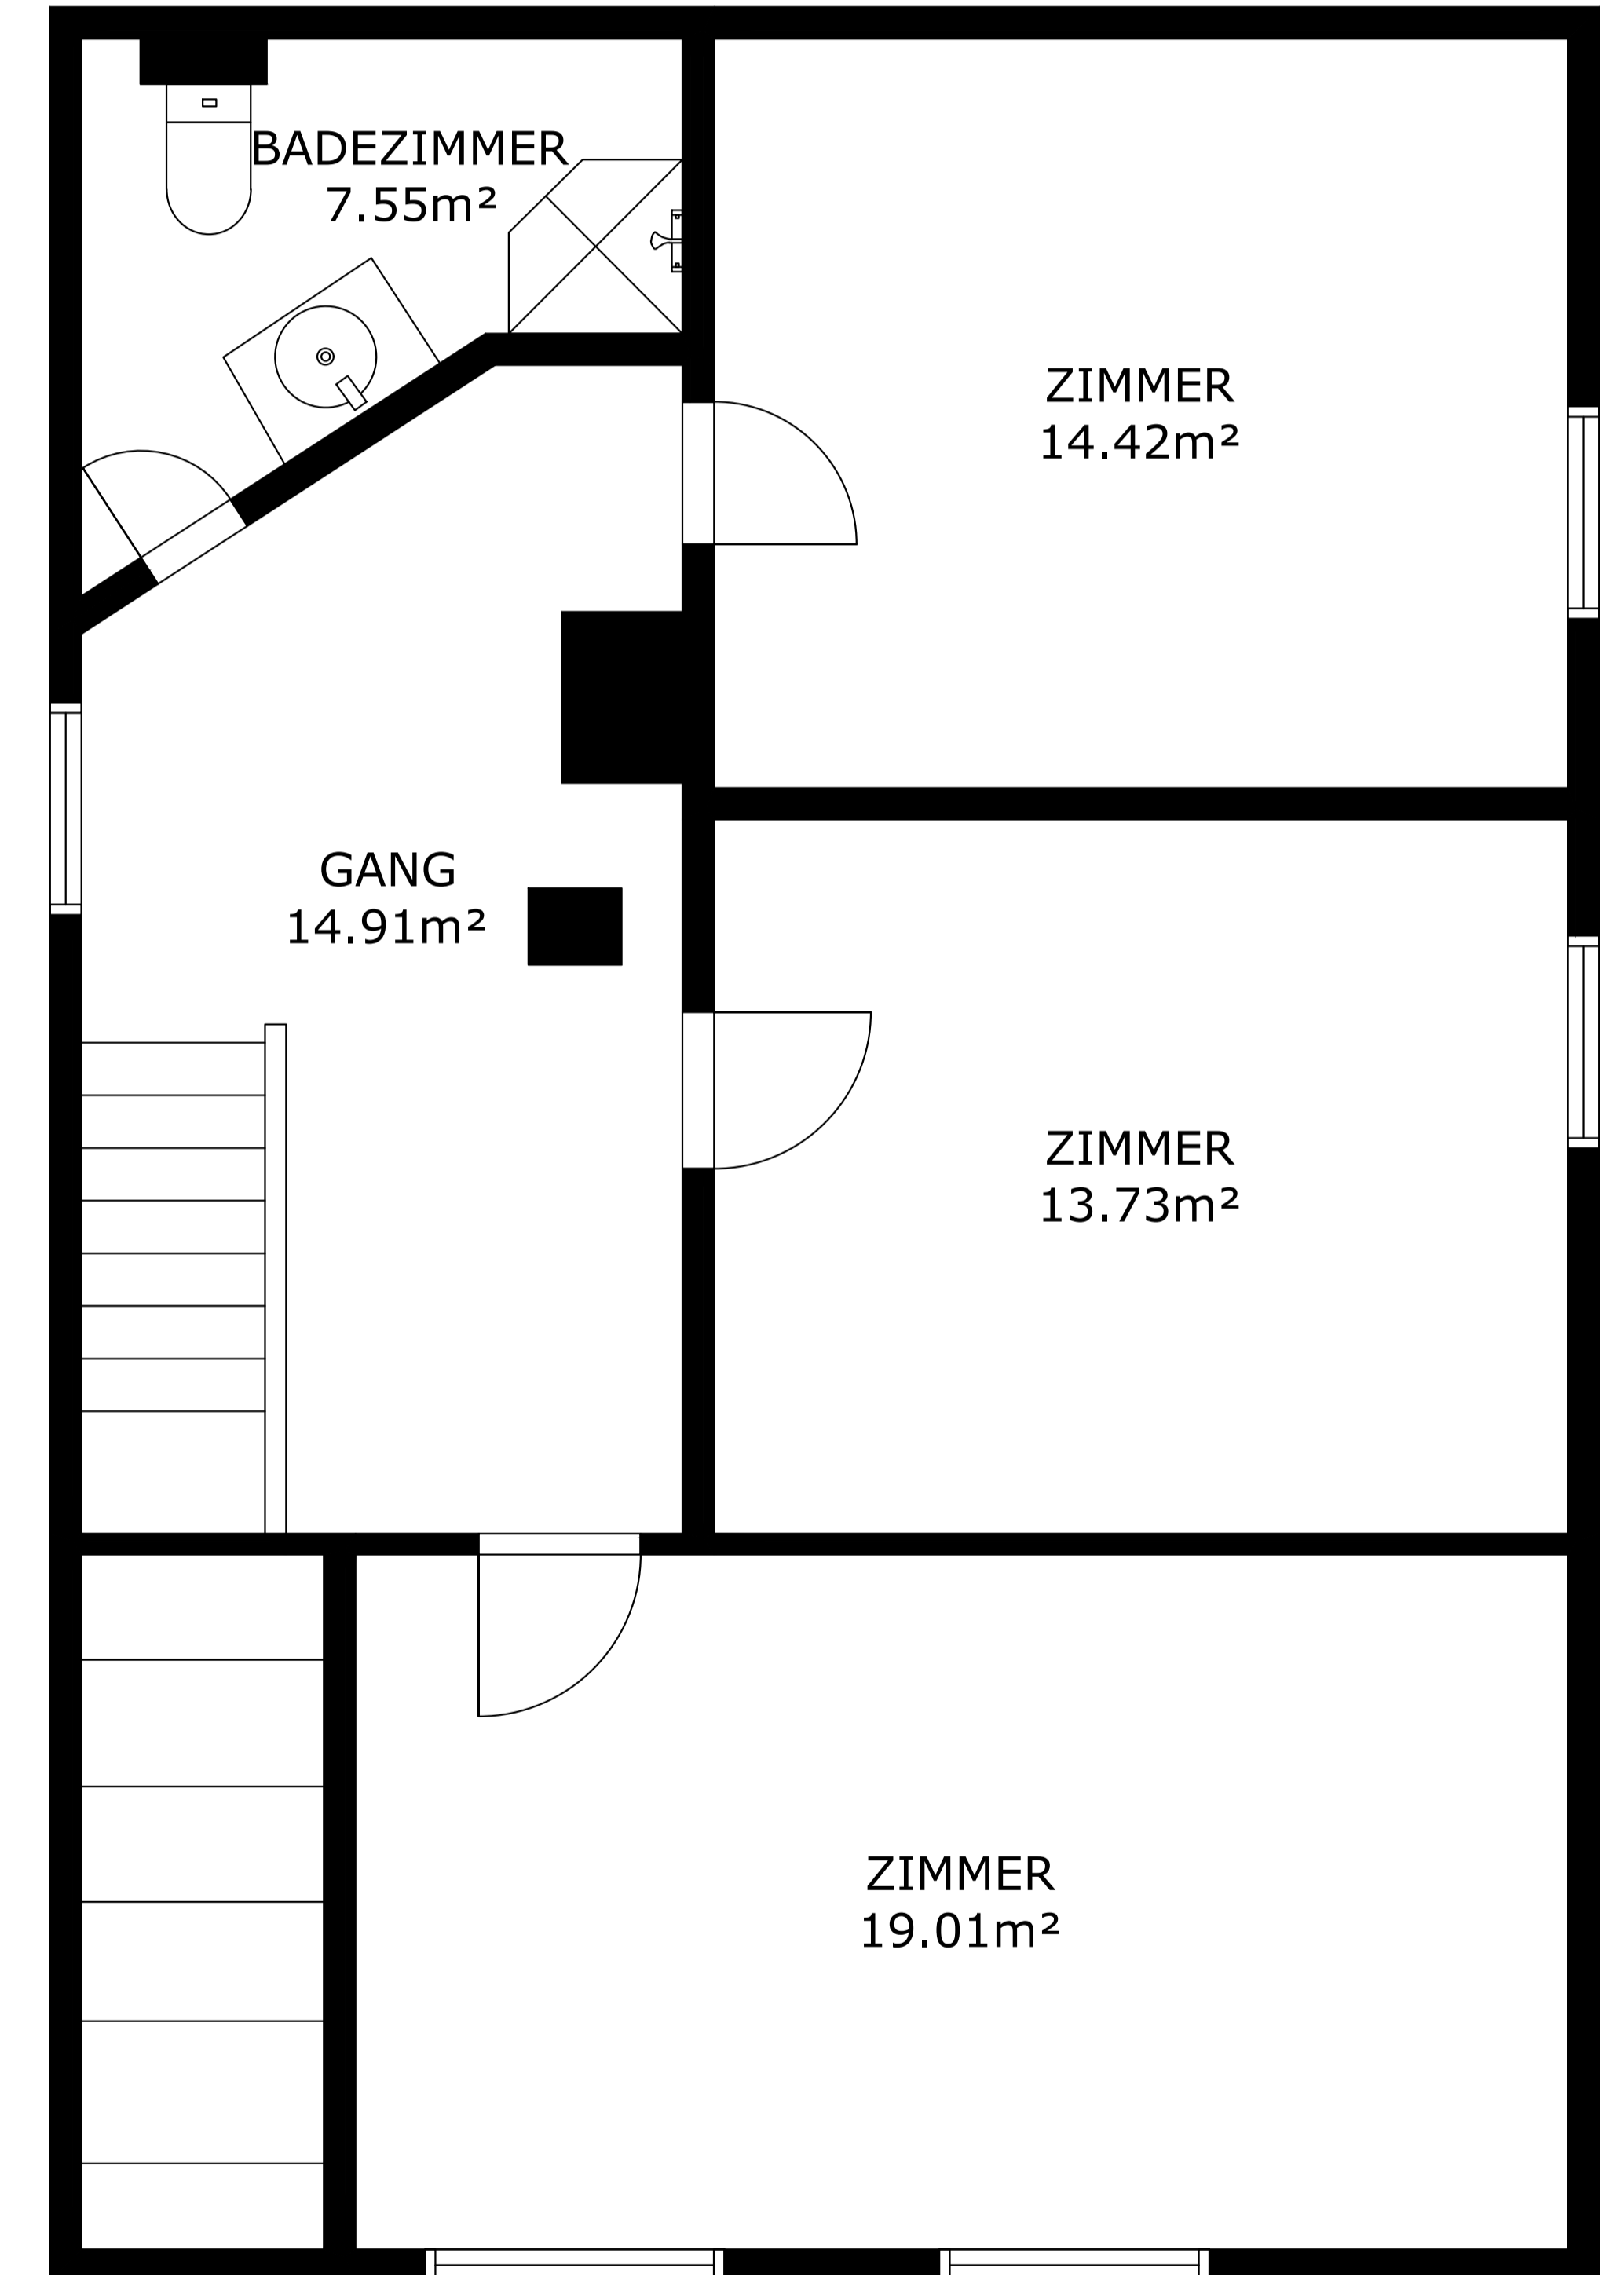 BADEZIMMER
7.55m²
ZIMMER
14.42m²
GANG
14.91m²
ZIMMER
13.73m²
ZIMMER
19.01m²